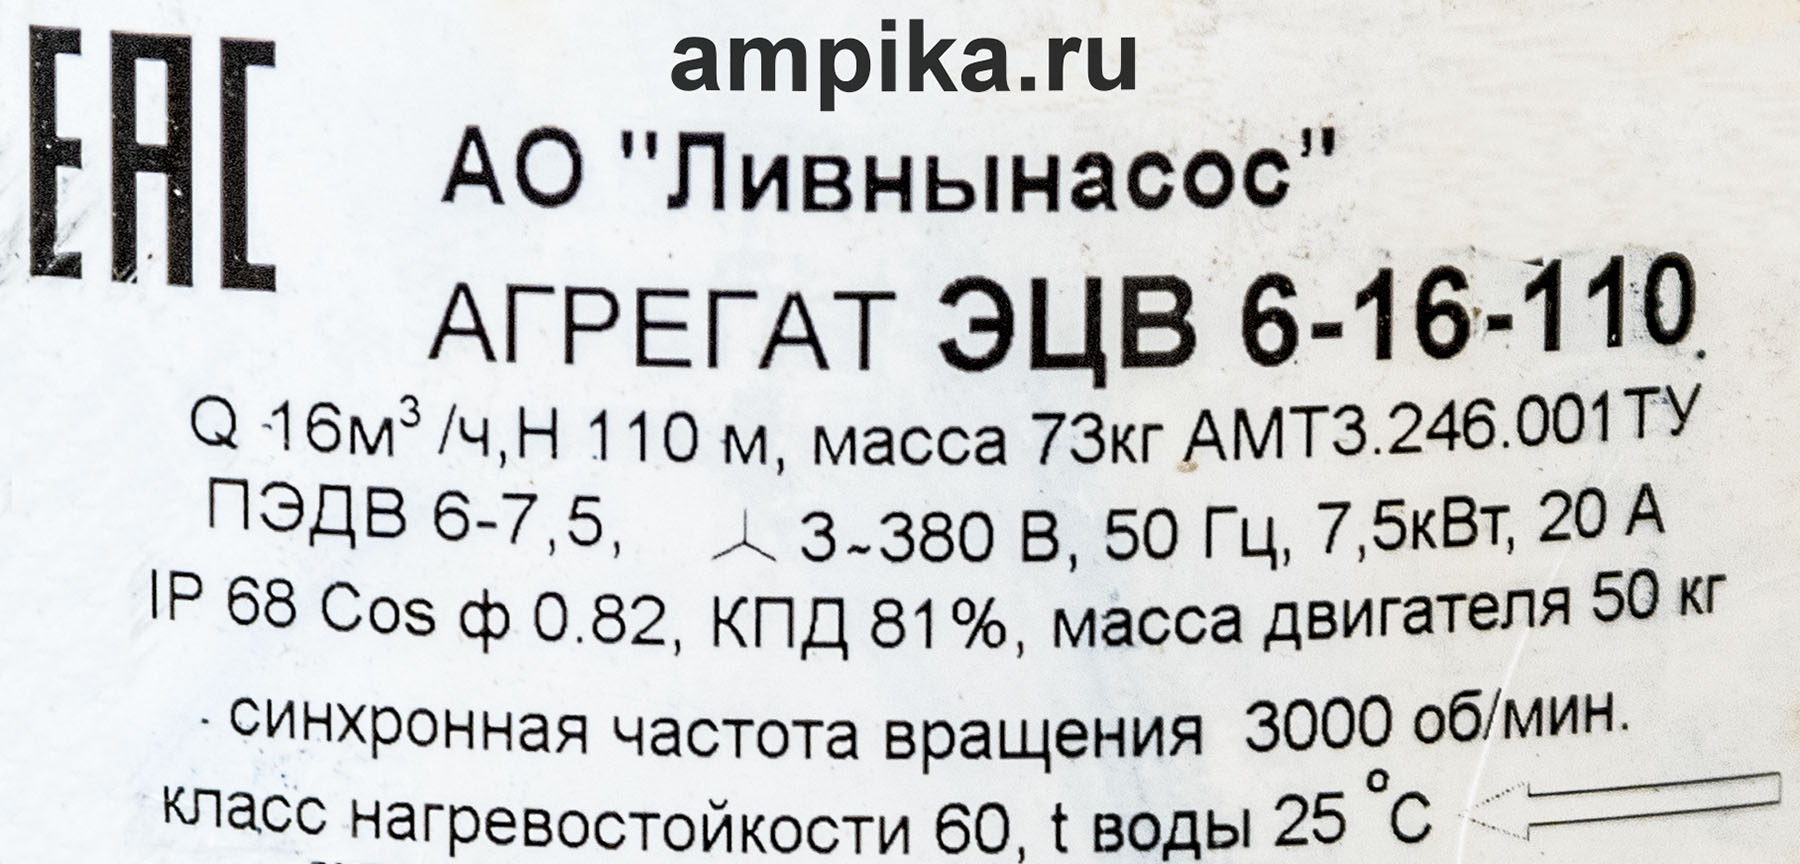 EAC
ampika.ru
АО "Ливнынасос"
АГРЕГАТ ЭЦВ 6-16-110
Q 16м³/ч,Н 110 м, масса 73кг АМТ3.246.001ТУ
ПЭДВ 6-7,5, 3~380 В, 50 Гц, 7,5кВт, 20 А
IP 68 Cos ф 0.82, КПД 81%, масса двигателя 50 кг
синхронная частота вращения 3000 об/мин.
класс нагревостойкости 60, t воды 25 °С